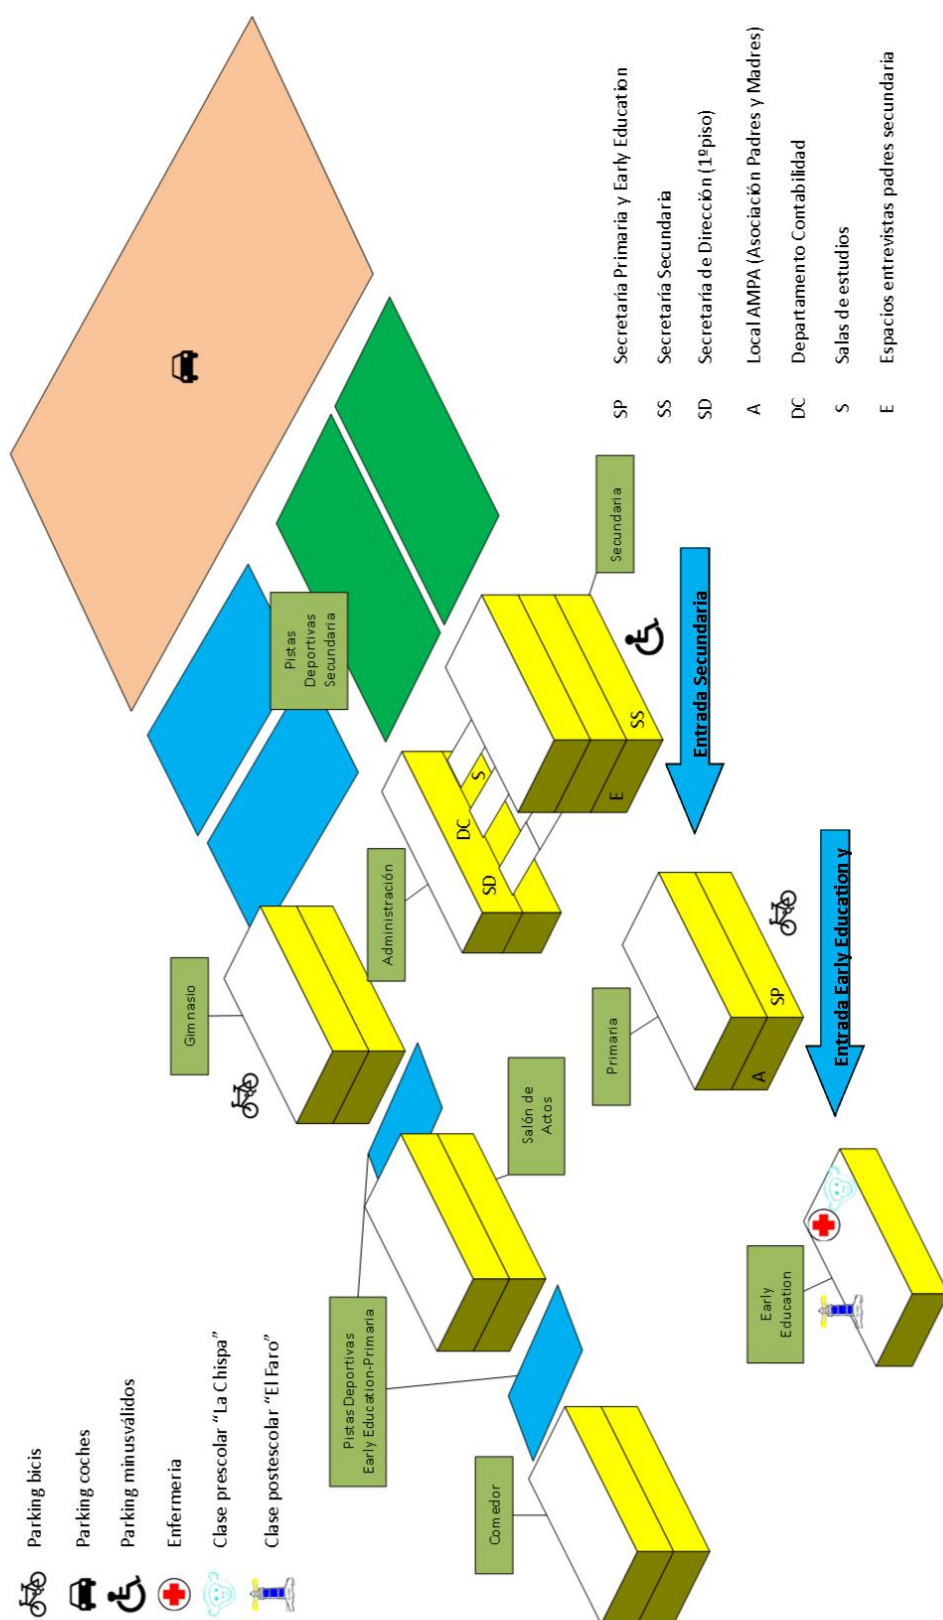 Parking bicis
Parking coches
Parking minusválidos
Enfermeria
Clase prescolar “La Chispa”
Clase postescolar “El Faro”
Gimnasio
Pistas
Deportivas
Secundaria
Administración
Pistas Deportivas
Early Education-Primaria
Salón de
Actos
Comedor
Secundaria
Primaria
Early
Education
SD
DC
S
E
SS
A
SP
Entrada Secundaria
Entrada Early Education y
SP Secretaría Primaria y Early Education
SS Secretaría Secundaria
SD Secretaría de Dirección (1ºpiso)
A Local AMPA (Asociación Padres y Madres)
DC Departamento Contabilidad
S Salas de estudios
E Espacios entrevistas padres secundaria